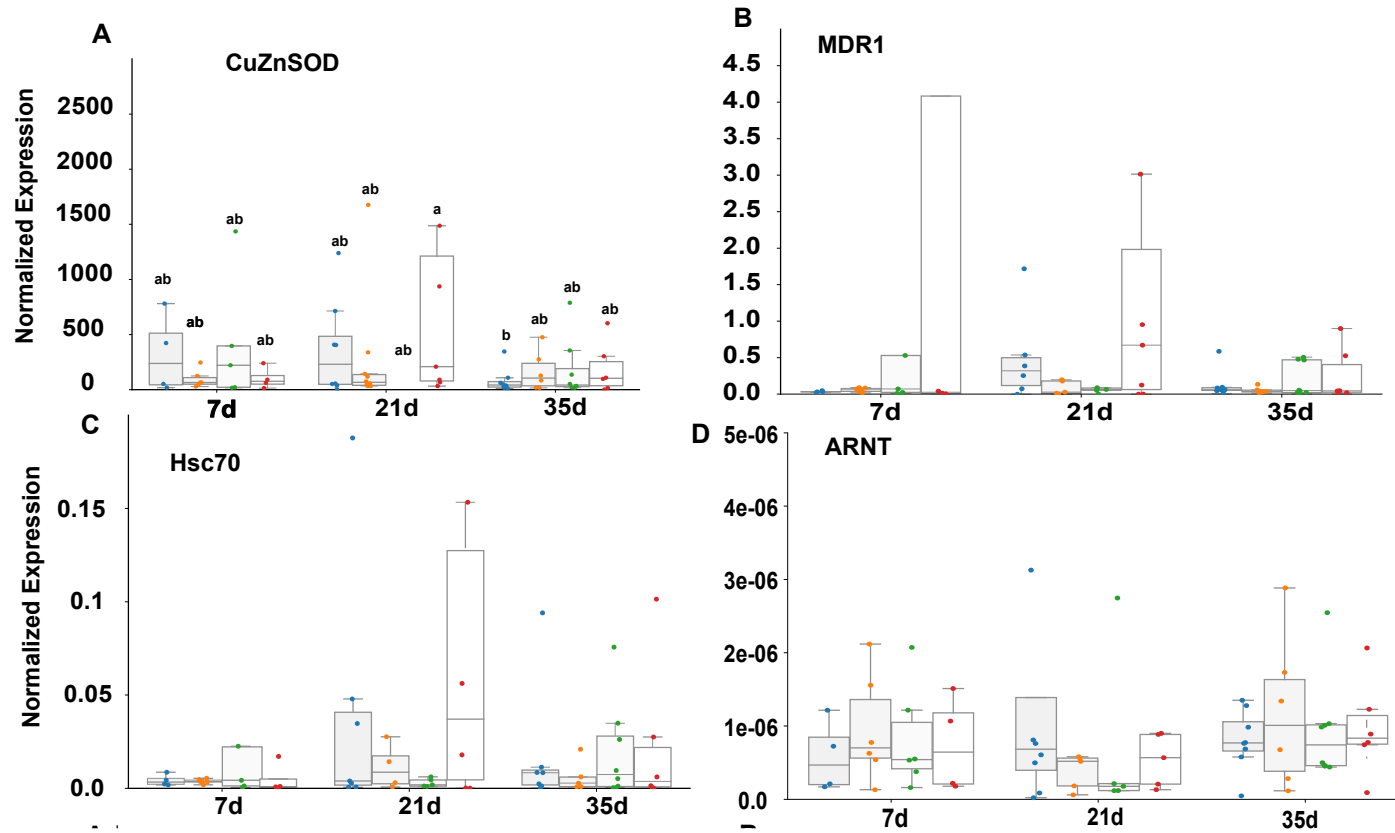 A
CuZnSOD
Normalized Expression
2500
2000
1500
1000
500
0
ab
ab
ab
ab
ab
ab
ab
a
b
ab
ab
ab
7d
21d
35d
B
MDR1
4.5
4.0
3.5
3.0
2.5
2.0
1.5
1.0
0.5
0.0
7d
21d
35d
C
Hsc70
Normalized Expression
0.15
0.1
0.05
0.0
7d
21d
35d
D
ARNT
5e-06
4e-06
3e-06
2e-06
1e-06
0.0
7d
21d
35d